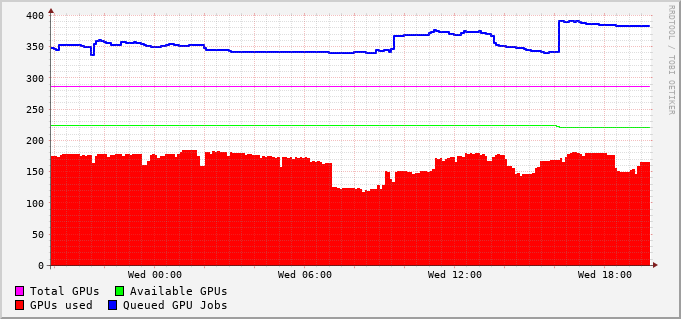 400
350
300
250
200
150
100
50
0
Wed 00:00 Wed 06:00 Wed 12:00 Wed 18:00
Total GPUs Available GPUs
GPUs used Queued GPU Jobs
RRDTOOL / TOBI OETIKER